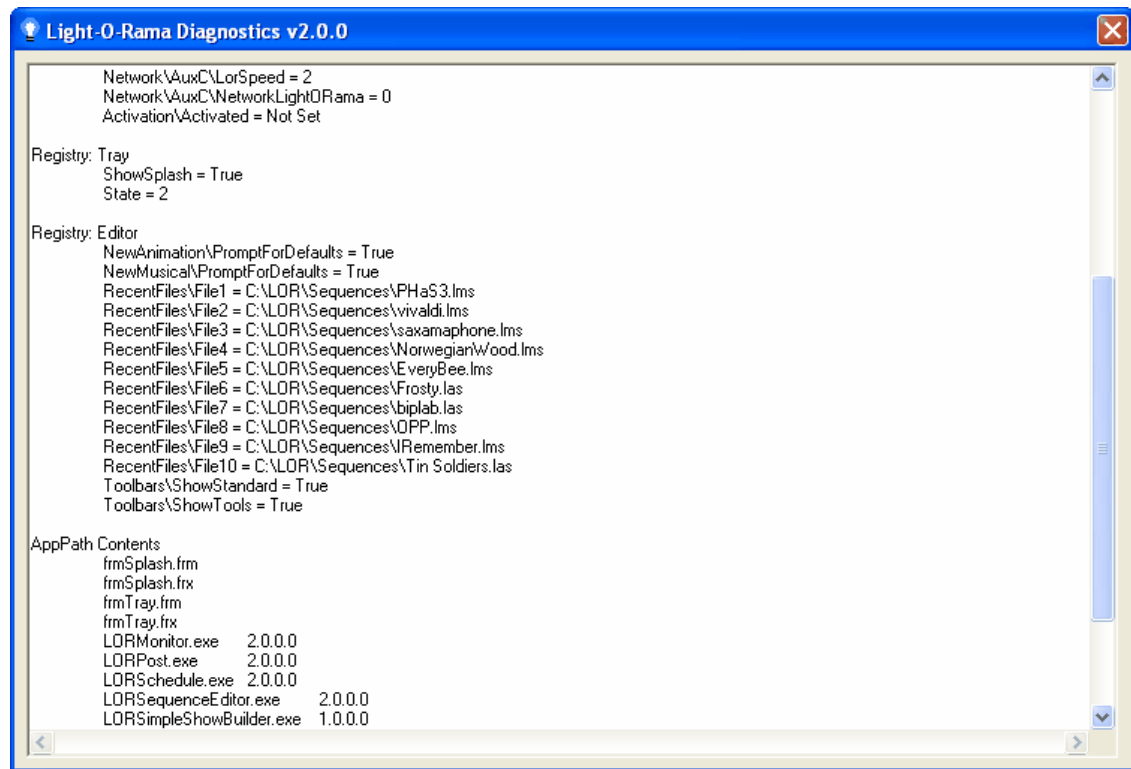 Light-O-Rama Diagnostics v2.0.0
Network\AuxC\LorSpeed = 2
Network\AuxC\NetworkLightORama = 0
Activation\Activated = Not Set
Registry: Tray
ShowSplash = True
State = 2
Registry: Editor
NewAnimation\PromptForDefaults = True
NewMusical\PromptForDefaults = True
RecentFiles\File1 = C:\LOR\Sequences\PHaS3.lms
RecentFiles\File2 = C:\LOR\Sequences\vivaldi.lms
RecentFiles\File3 = C:\LOR\Sequences\saxamaphone.lms
RecentFiles\File4 = C:\LOR\Sequences\NorwegianWood.lms
RecentFiles\File5 = C:\LOR\Sequences\EveryBee.lms
RecentFiles\File6 = C:\LOR\Sequences\Frosty.las
RecentFiles\File7 = C:\LOR\Sequences\biplab.las
RecentFiles\File8 = C:\LOR\Sequences\OPP.lms
RecentFiles\File9 = C:\LOR\Sequences\IRemember.lms
RecentFiles\File10 = C:\LOR\Sequences\Tin Soldiers.las
Toolbars\ShowStandard = True
Toolbars\ShowTools = True
AppPath Contents
frmSplash.frm
frmSplash.frx
frmTray.frm
frmTray.frx
LORMonitor.exe 2.0.0.0
LORPost.exe 2.0.0.0
LORSchedule.exe 2.0.0.0
LORSequenceEditor.exe 2.0.0.0
LORSimpleShowBuilder.exe 1.0.0.0